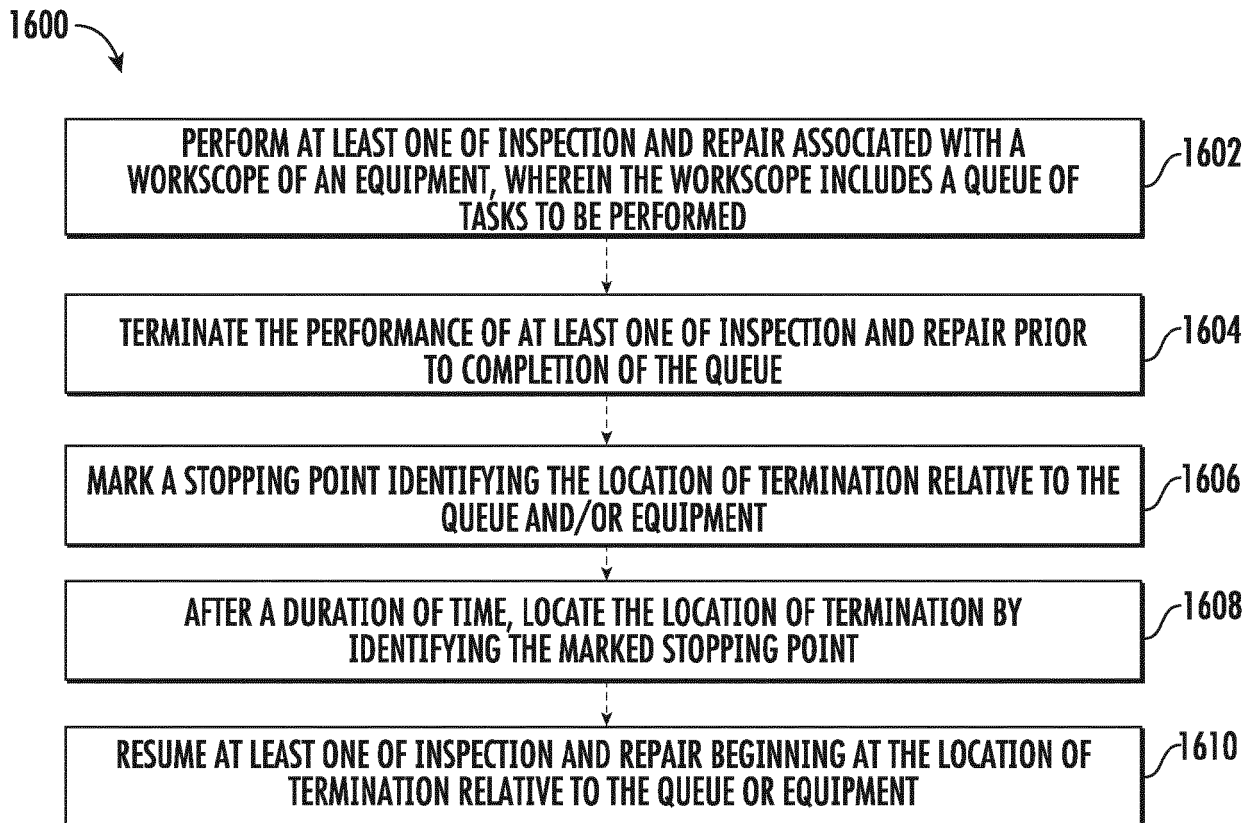 1600
PERFORM AT LEAST ONE OF INSPECTION AND REPAIR ASSOCIATED WITH A
WORKSCOPE OF AN EQUIPMENT, WHEREIN THE WORKSCOPE INCLUDES A QUEUE OF
TASKS TO BE PERFORMED
1602
TERMINATE THE PERFORMANCE OF AT LEAST ONE OF INSPECTION AND REPAIR PRIOR
TO COMPLETION OF THE QUEUE
1604
MARK A STOPPING POINT IDENTIFYING THE LOCATION OF TERMINATION RELATIVE TO THE
QUEUE AND/OR EQUIPMENT
1606
AFTER A DURATION OF TIME, LOCATE THE LOCATION OF TERMINATION BY
IDENTIFYING THE MARKED STOPPING POINT
1608
RESUME AT LEAST ONE OF INSPECTION AND REPAIR BEGINNING AT THE LOCATION OF
TERMINATION RELATIVE TO THE QUEUE OR EQUIPMENT
1610